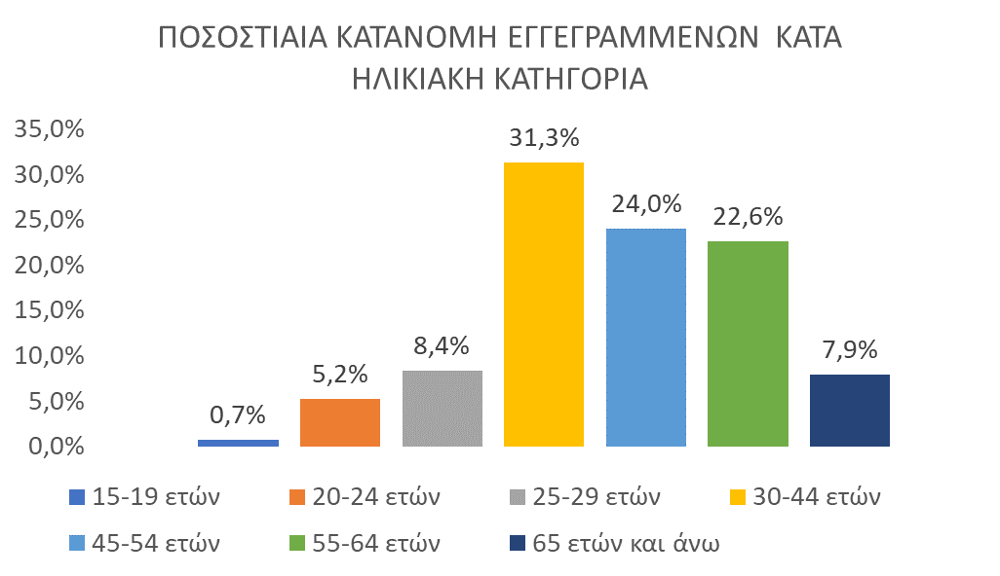 ΠΟΣΟΣΤΙΑΙΑ ΚΑΤΑΝΟΜΗ ΕΓΓΕΓΡΑΜΜΕΝΩΝ  ΚΑΤΑ
ΗΛΙΚΙΑΚΗ ΚΑΤΗΓΟΡΙΑ
35,0%
30,0%
25,0%
20,0%
15,0%
10,0%
5,0%
0,0%
0,7%
5,2%
8,4%
31,3%
24,0%
22,6%
7,9%
15-19 ετών
20-24 ετών
25-29 ετών
30-44 ετών
45-54 ετών
55-64 ετών
65 ετών και άνω